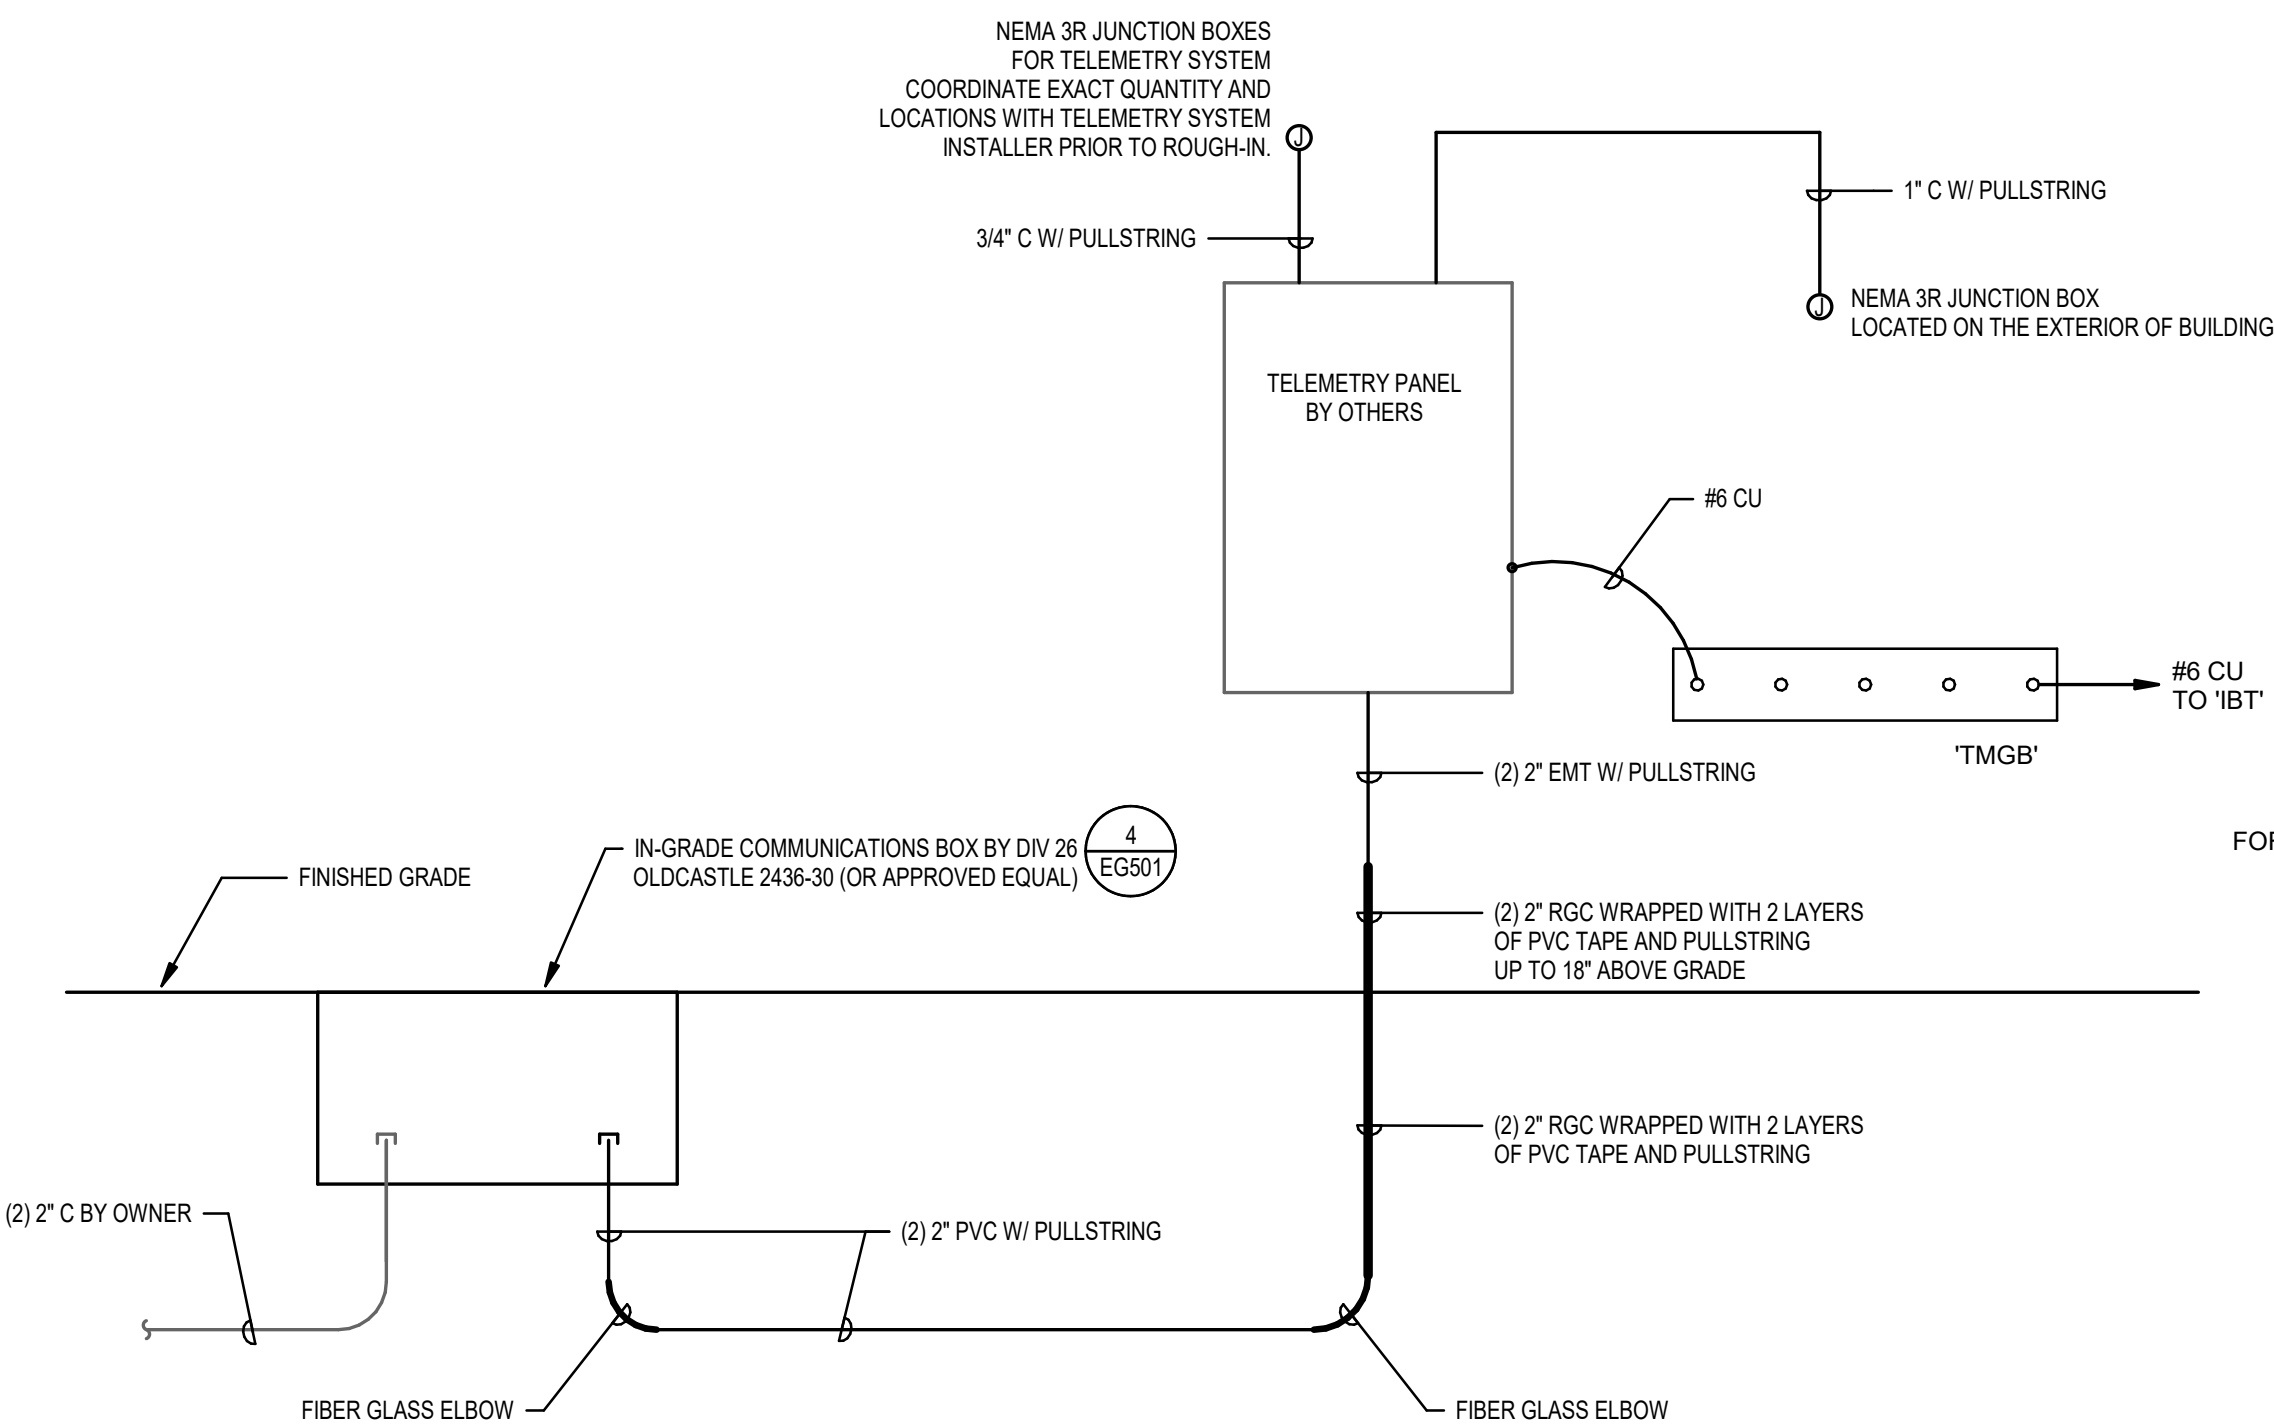 NEMA 3R JUNCTION BOXES
FOR TELEMETRY SYSTEM
COORDINATE EXACT QUANTITY AND
LOCATIONS WITH TELEMETRY SYSTEM
INSTALLER PRIOR TO ROUGH-IN.
J
1" C W/ PULLSTRING
3/4" C W/ PULLSTRING
J
NEMA 3R JUNCTION BOX
LOCATED ON THE EXTERIOR OF BUILDING
TELEMETRY PANEL
BY OTHERS
#6 CU
#6 CU
TO 'IBT'
'TMGB'
(2) 2" EMT W/ PULLSTRING
IN-GRADE COMMUNICATIONS BOX BY DIV 26
OLDCASTLE 2436-30 (OR APPROVED EQUAL)
4
EG501
FINISHED GRADE
(2) 2" RGC WRAPPED WITH 2 LAYERS
OF PVC TAPE AND PULLSTRING
UP TO 18" ABOVE GRADE
(2) 2" RGC WRAPPED WITH 2 LAYERS
OF PVC TAPE AND PULLSTRING
(2) 2" C BY OWNER
(2) 2" PVC W/ PULLSTRING
FIBER GLASS ELBOW
FIBER GLASS ELBOW